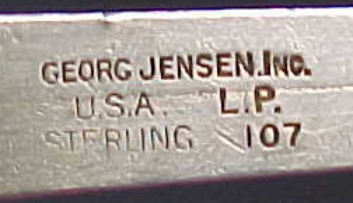 GEORG JENSEN.INC.
U.S.A. L.P.
STERLING 107